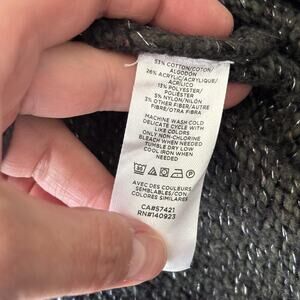 53% COTTON/COTON/
ALGODÓN
26% ACRYLIC/ACRYLIQUE/
ACRÍLICO
13% POLYESTER/
POLIÉSTER
5% NYLON/NILÓN
3% OTHER FIBER/AUTRE
FIBRE/OTRA FIBRA
MACHINE WASH COLD
DELICATE CYCLE WITH
LIKE COLORS
ONLY NON-CHLORINE
BLEACH WHEN NEEDED
TUMBLE DRY LOW
COOL IRON WHEN
NEEDED
AVEC DES COULEURS
SEMBLABLES/CON
COLORES SIMILARES
CA#57421
RN#140923